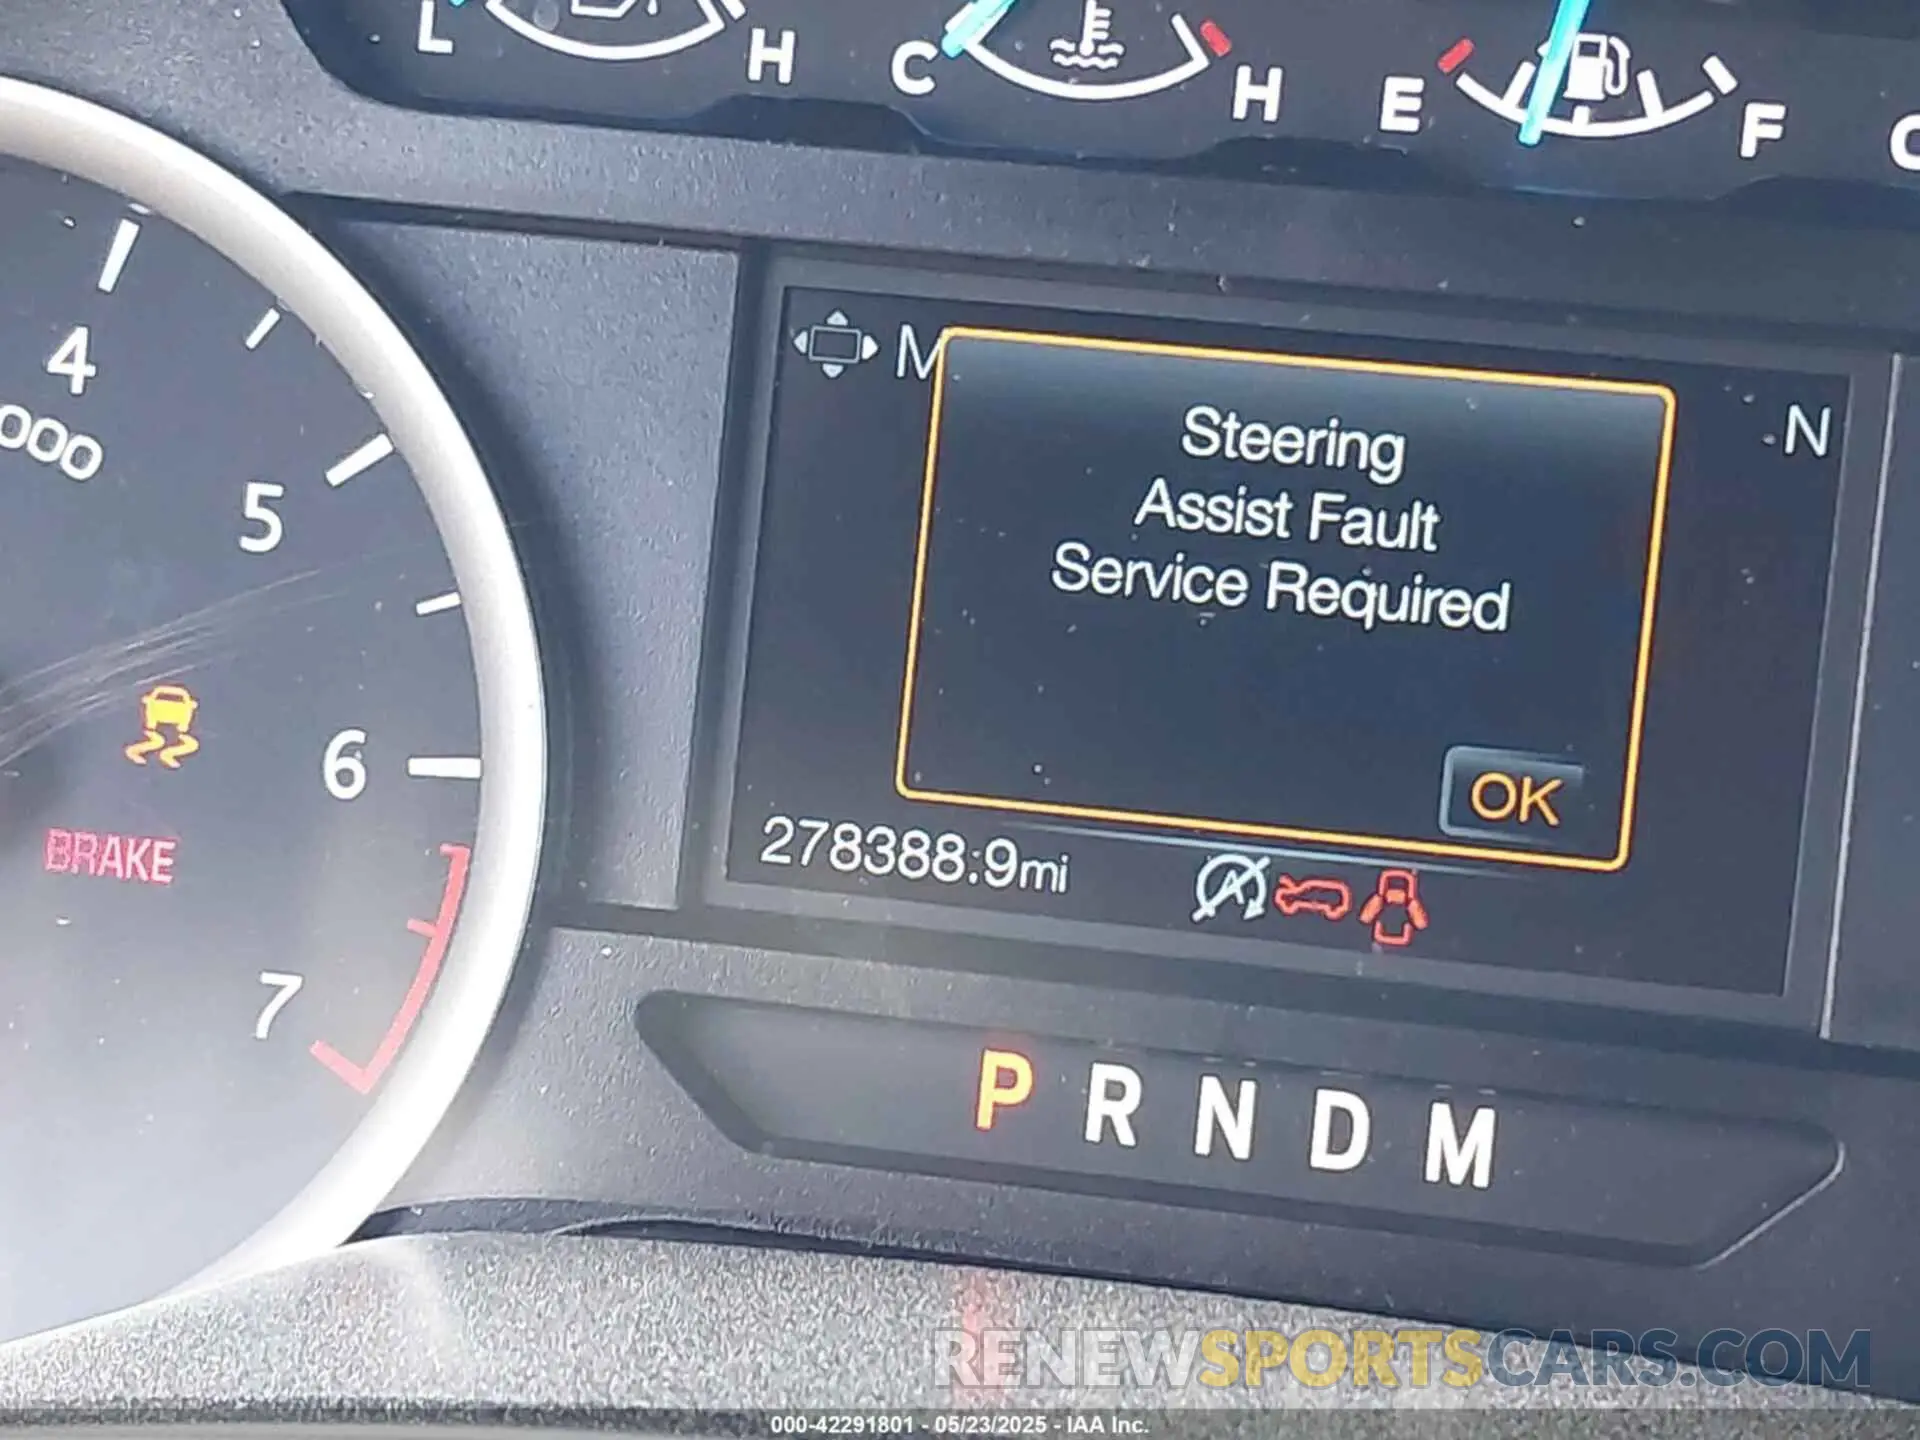 L H C H E F
4
000
5
6
7
BRAKE
N
Steering
Assist Fault
Service Required
OK
278388.9mi
P R N D M
RENEWSPORTSCARS.COM
000-42291801 - 05/23/2025 - IAA Inc.